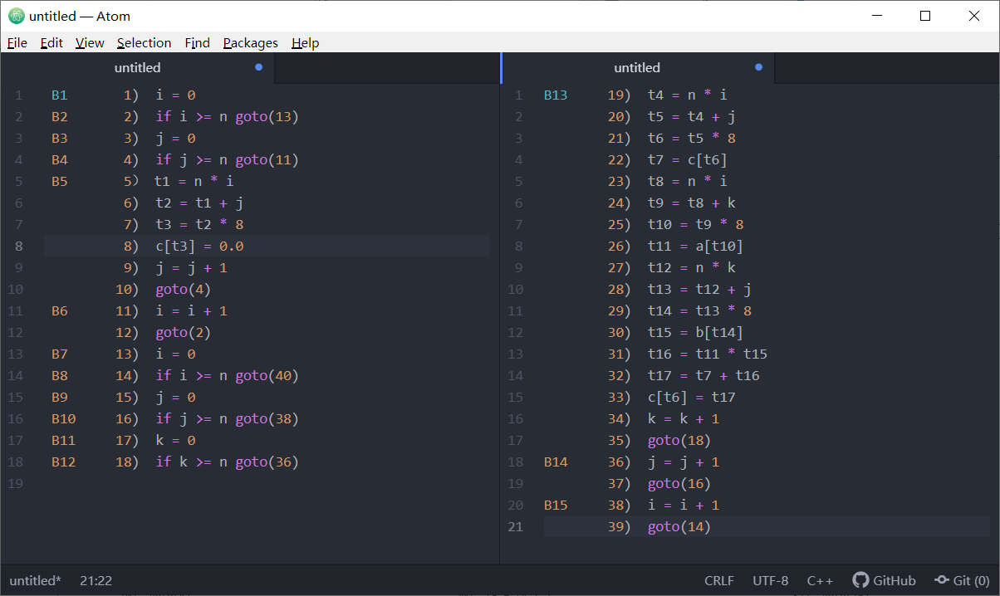 untitled — Atom
File Edit View Selection Find Packages Help
untitled
1 B1 1) i = 0
2 B2 2) if i >= n goto(13)
3 B3 3) j = 0
4 B4 4) if j >= n goto(11)
5 B5 5) t1 = n * i
6 6) t2 = t1 + j
7 7) t3 = t2 * 8
8 8) c[t3] = 0.0
9 9) j = j + 1
10 10) goto(4)
11 B6 11) i = i + 1
12 12) goto(2)
13 B7 13) i = 0
14 B8 14) if i >= n goto(40)
15 B9 15) j = 0
16 B10 16) if j >= n goto(38)
17 B11 17) k = 0
18 B12 18) if k >= n goto(36)
19
untitled
1 B13 19) t4 = n * i
2 20) t5 = t4 + j
3 21) t6 = t5 * 8
4 22) t7 = c[t6]
5 23) t8 = n * i
6 24) t9 = t8 + k
7 25) t10 = t9 * 8
8 26) t11 = a[t10]
9 27) t12 = n * k
10 28) t13 = t12 + j
11 29) t14 = t13 * 8
12 30) t15 = b[t14]
13 31) t16 = t11 * t15
14 32) t17 = t7 + t16
15 33) c[t6] = t17
16 34) k = k + 1
17 35) goto(18)
18 B14 36) j = j + 1
19 37) goto(16)
20 B15 38) i = i + 1
21 39) goto(14)
untitled* 21:22 CRLF UTF-8 C++ GitHub Git (0)